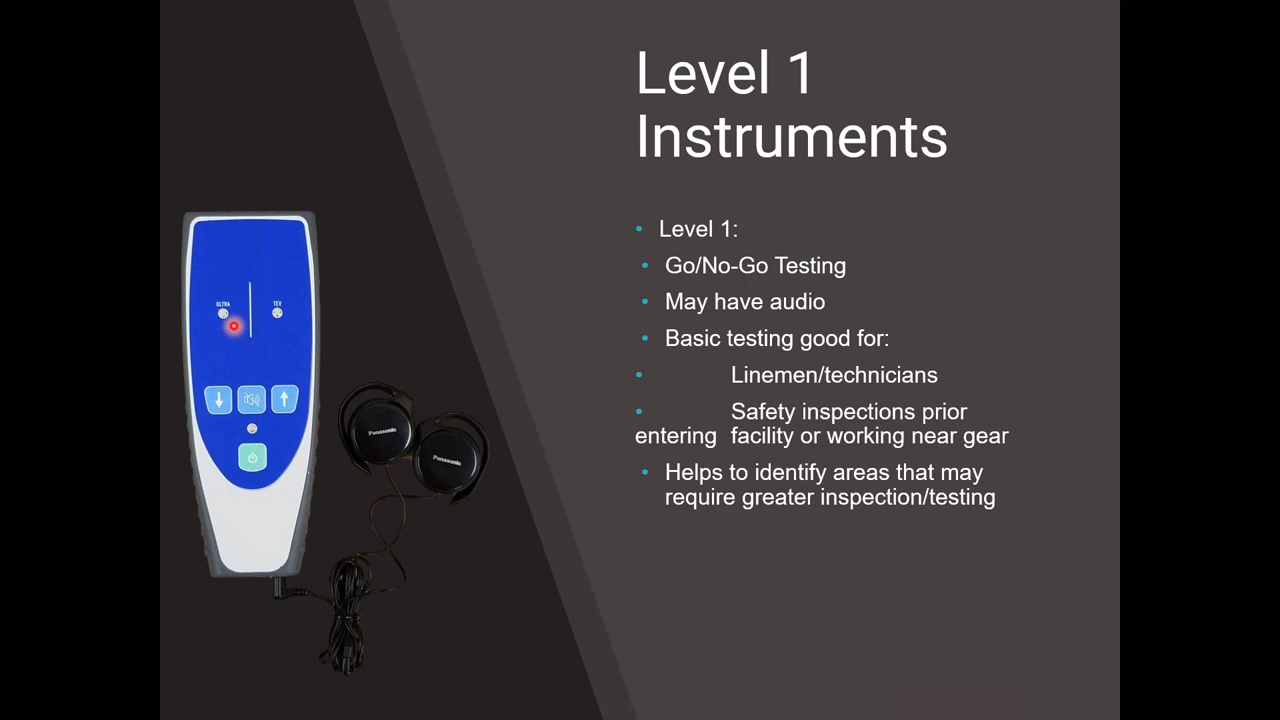 Level 1
Instruments
• Level 1:
• Go/No-Go Testing
• May have audio
• Basic testing good for:
• Linemen/technicians
• Safety inspections prior
entering facility or working near gear
• Helps to identify areas that may
require greater inspection/testing
ULTRA
TEV
Panasonic
Panasonic